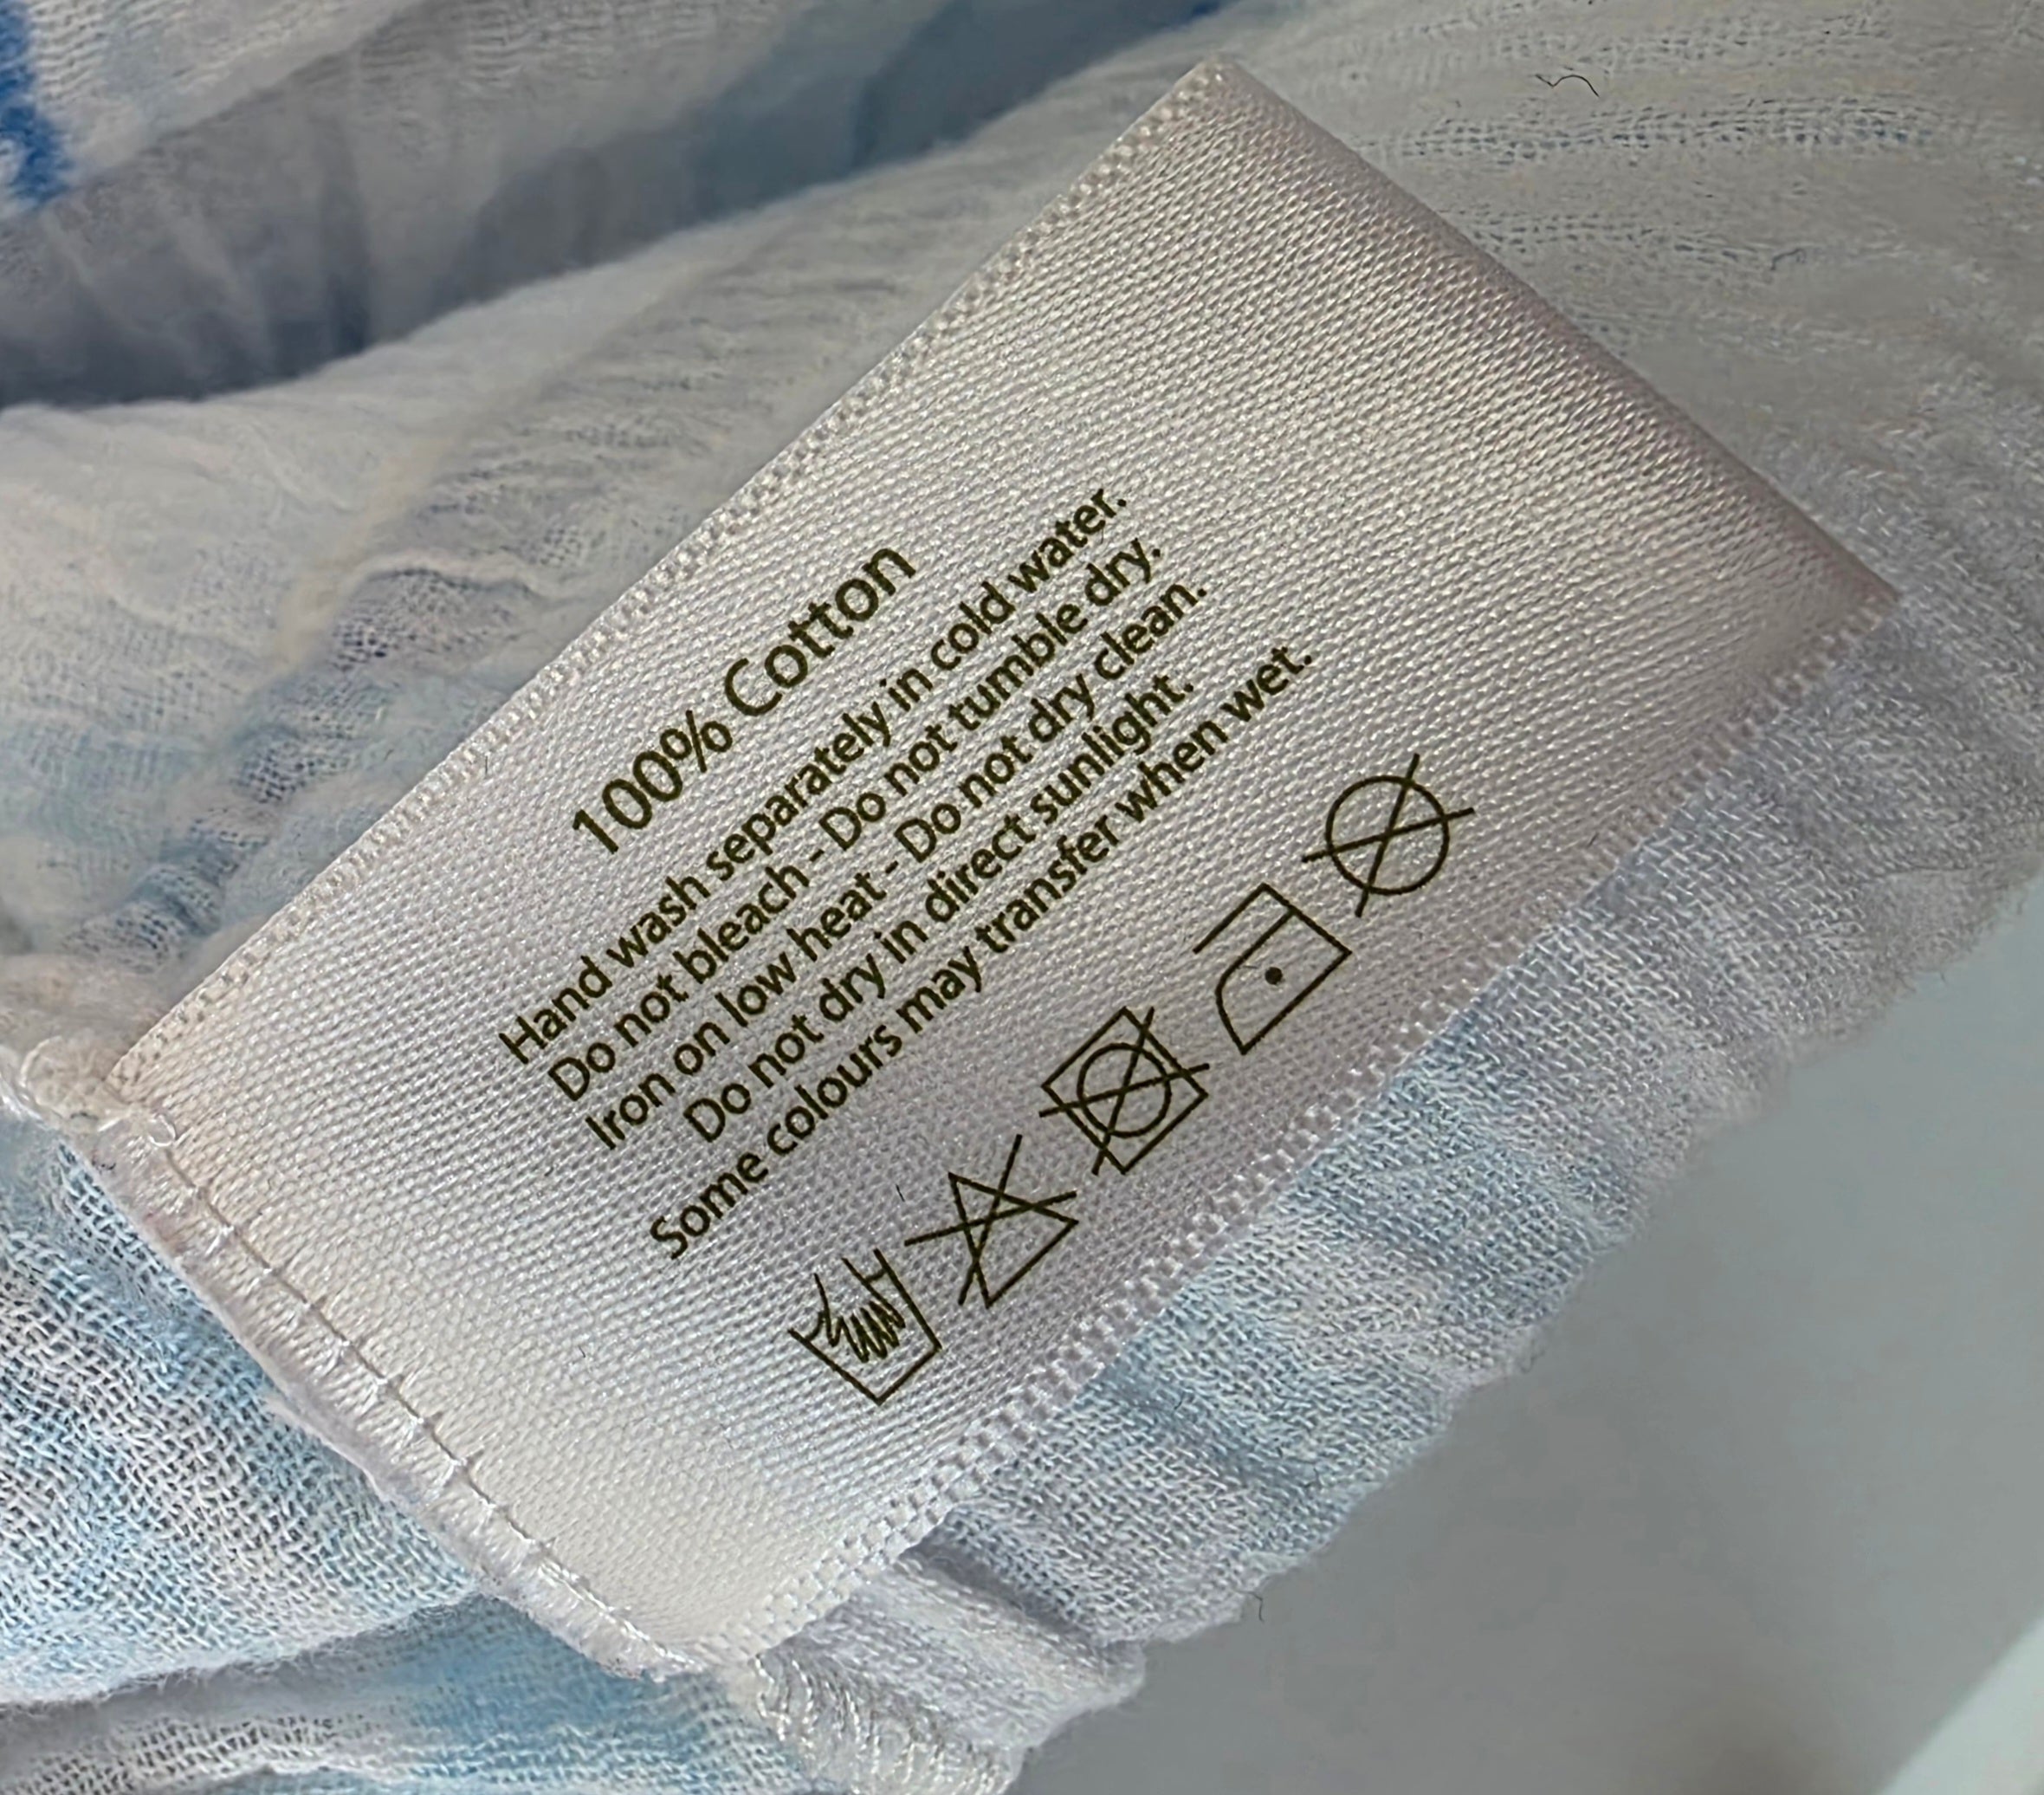 100% Cotton
Hand wash separately in cold water.
Do not bleach - Do not tumble dry.
Iron on low heat - Do not dry clean.
Do not dry in direct sunlight.
Some colours may transfer when wet.